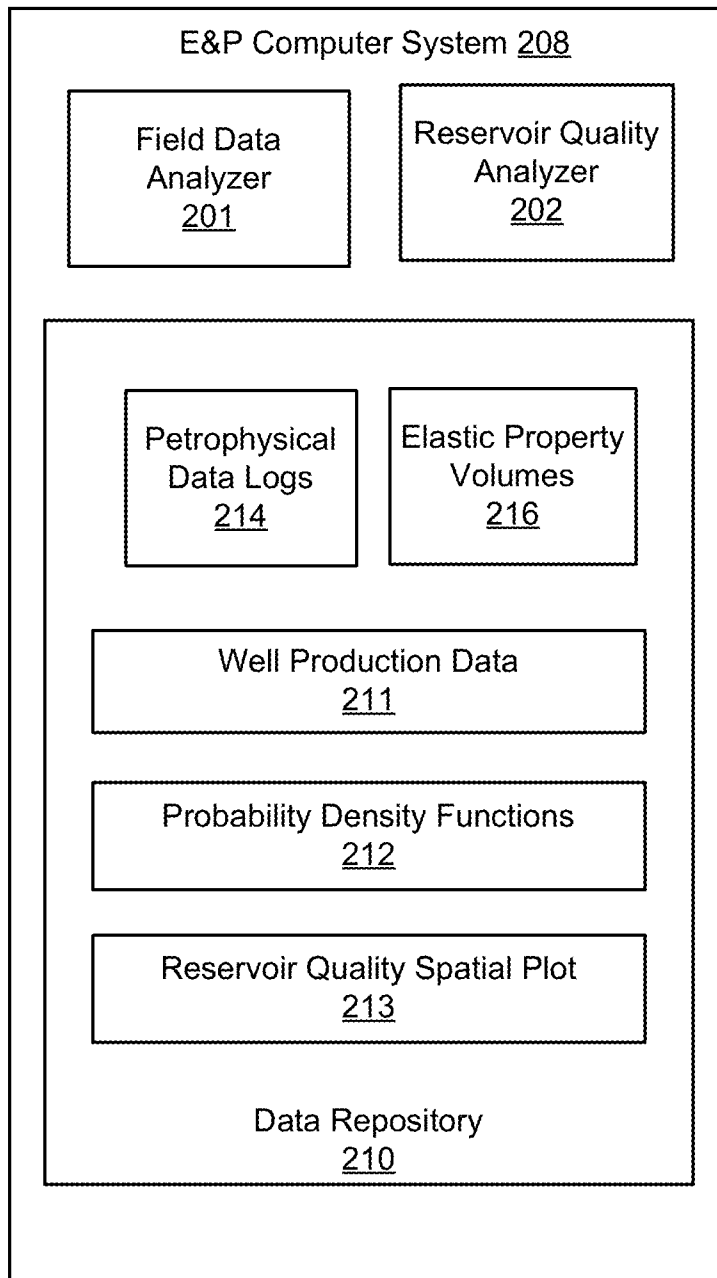 E&P Computer System 208
Field Data
Analyzer
201
Reservoir Quality
Analyzer
202
Petrophysical
Data Logs
214
Elastic Property
Volumes
216
Well Production Data
211
Probability Density Functions
212
Reservoir Quality Spatial Plot
213
Data Repository
210